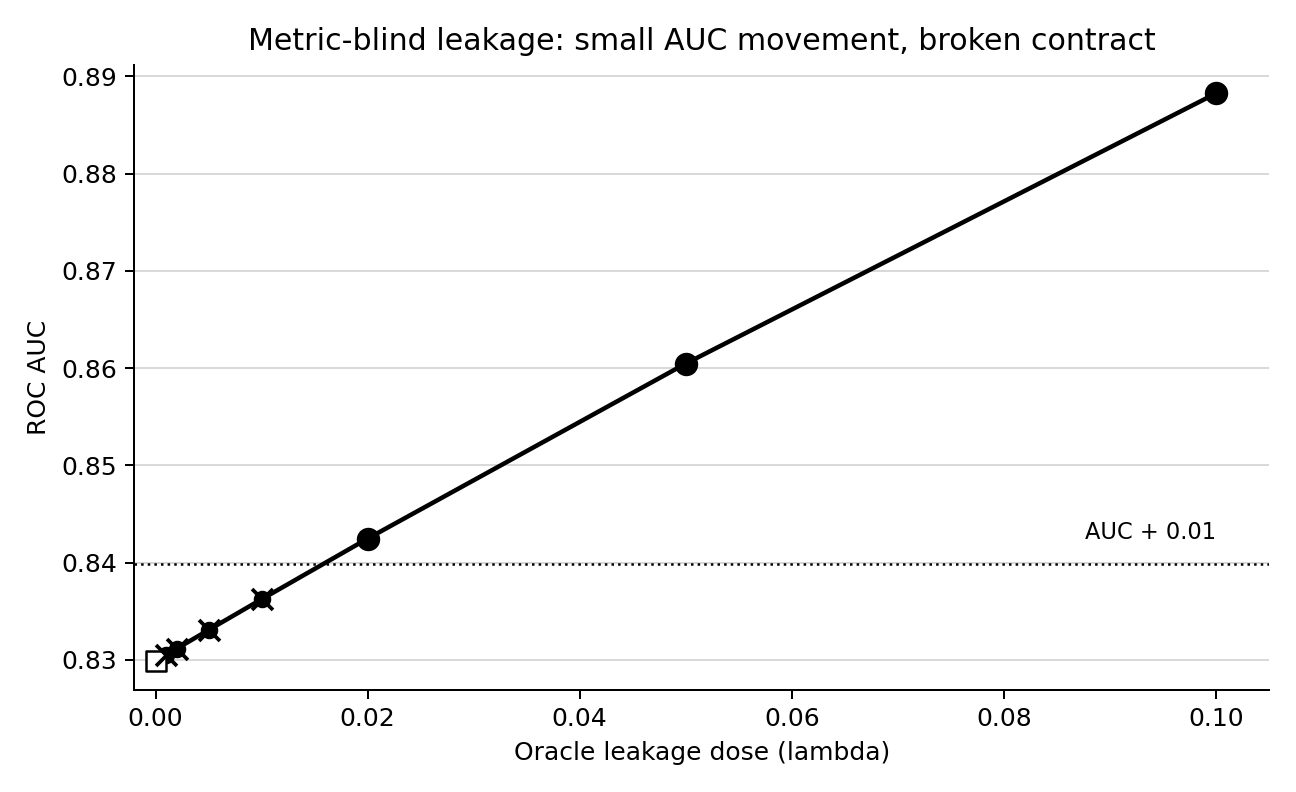 Metric-blind leakage: small AUC movement, broken contract
0.89
0.88
0.87
0.86
0.85
0.84
0.83
ROC AUC
AUC + 0.01
0.00 0.02 0.04 0.06 0.08 0.10
Oracle leakage dose (lambda)